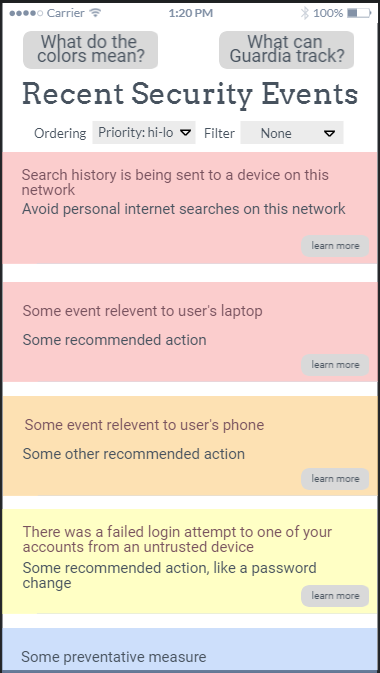 Carrier 1:20 PM 100%
What do the
colors mean?
What can
Guardia track?
Recent Security Events
Ordering Priority: hi-lo Filter None
Search history is being sent to a device on this
network
Avoid personal internet searches on this network
learn more
Some event relevent to user's laptop
Some recommended action
learn more
Some event relevent to user's phone
Some other recommended action
learn more
There was a failed login attempt to one of your
accounts from an untrusted device
Some recommended action, like a password
change
learn more
Some preventative measure